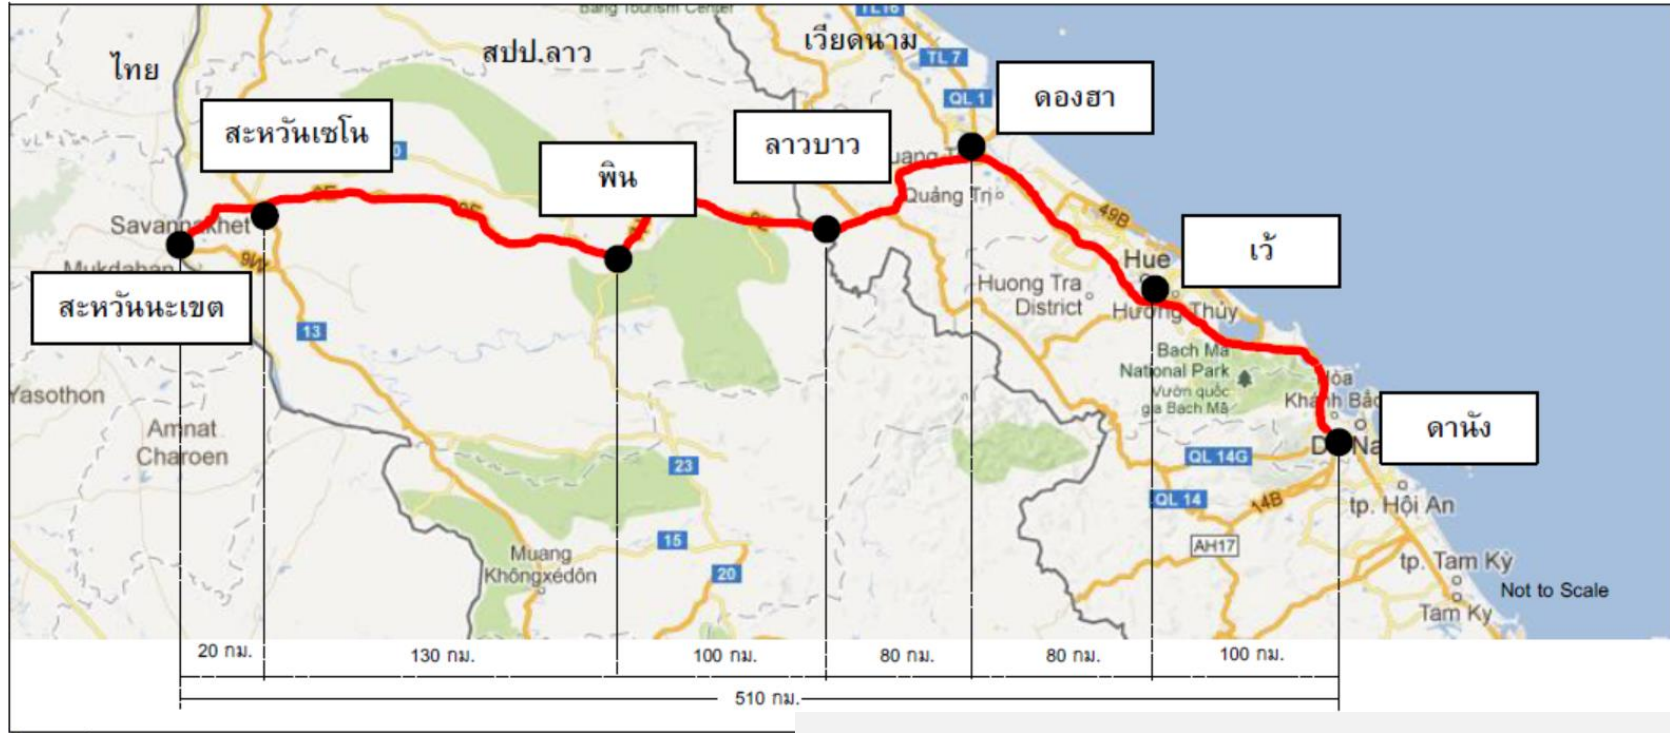 Bang Tourism Center
TL16
ไทย
สปป.ลาว
เวียดนาม
TL 7
QL 1
ดองฮา
สะหวันเซโน
ลาวบาว
พิน
Quảng Trị
49B
Savannakhet
9W
9E
เว้
Hue
Huong Tra
District
Hương Thủy
สะหวันนะเขต
13
Bach Ma
National Park
Vườn quốc
gia Bạch Mã
Yasothon
Amnat
Charoen
ดานัง
23
QL 14G
QL 14
14B
tp. Hội An
15
AH17
Muang
Khôngxédôn
20
tp. Tam Kỳ
Not to Scale
Tam Ky
20 กม.
130 กม.
100 กม.
80 กม.
80 กม.
100 กม.
510 กม.